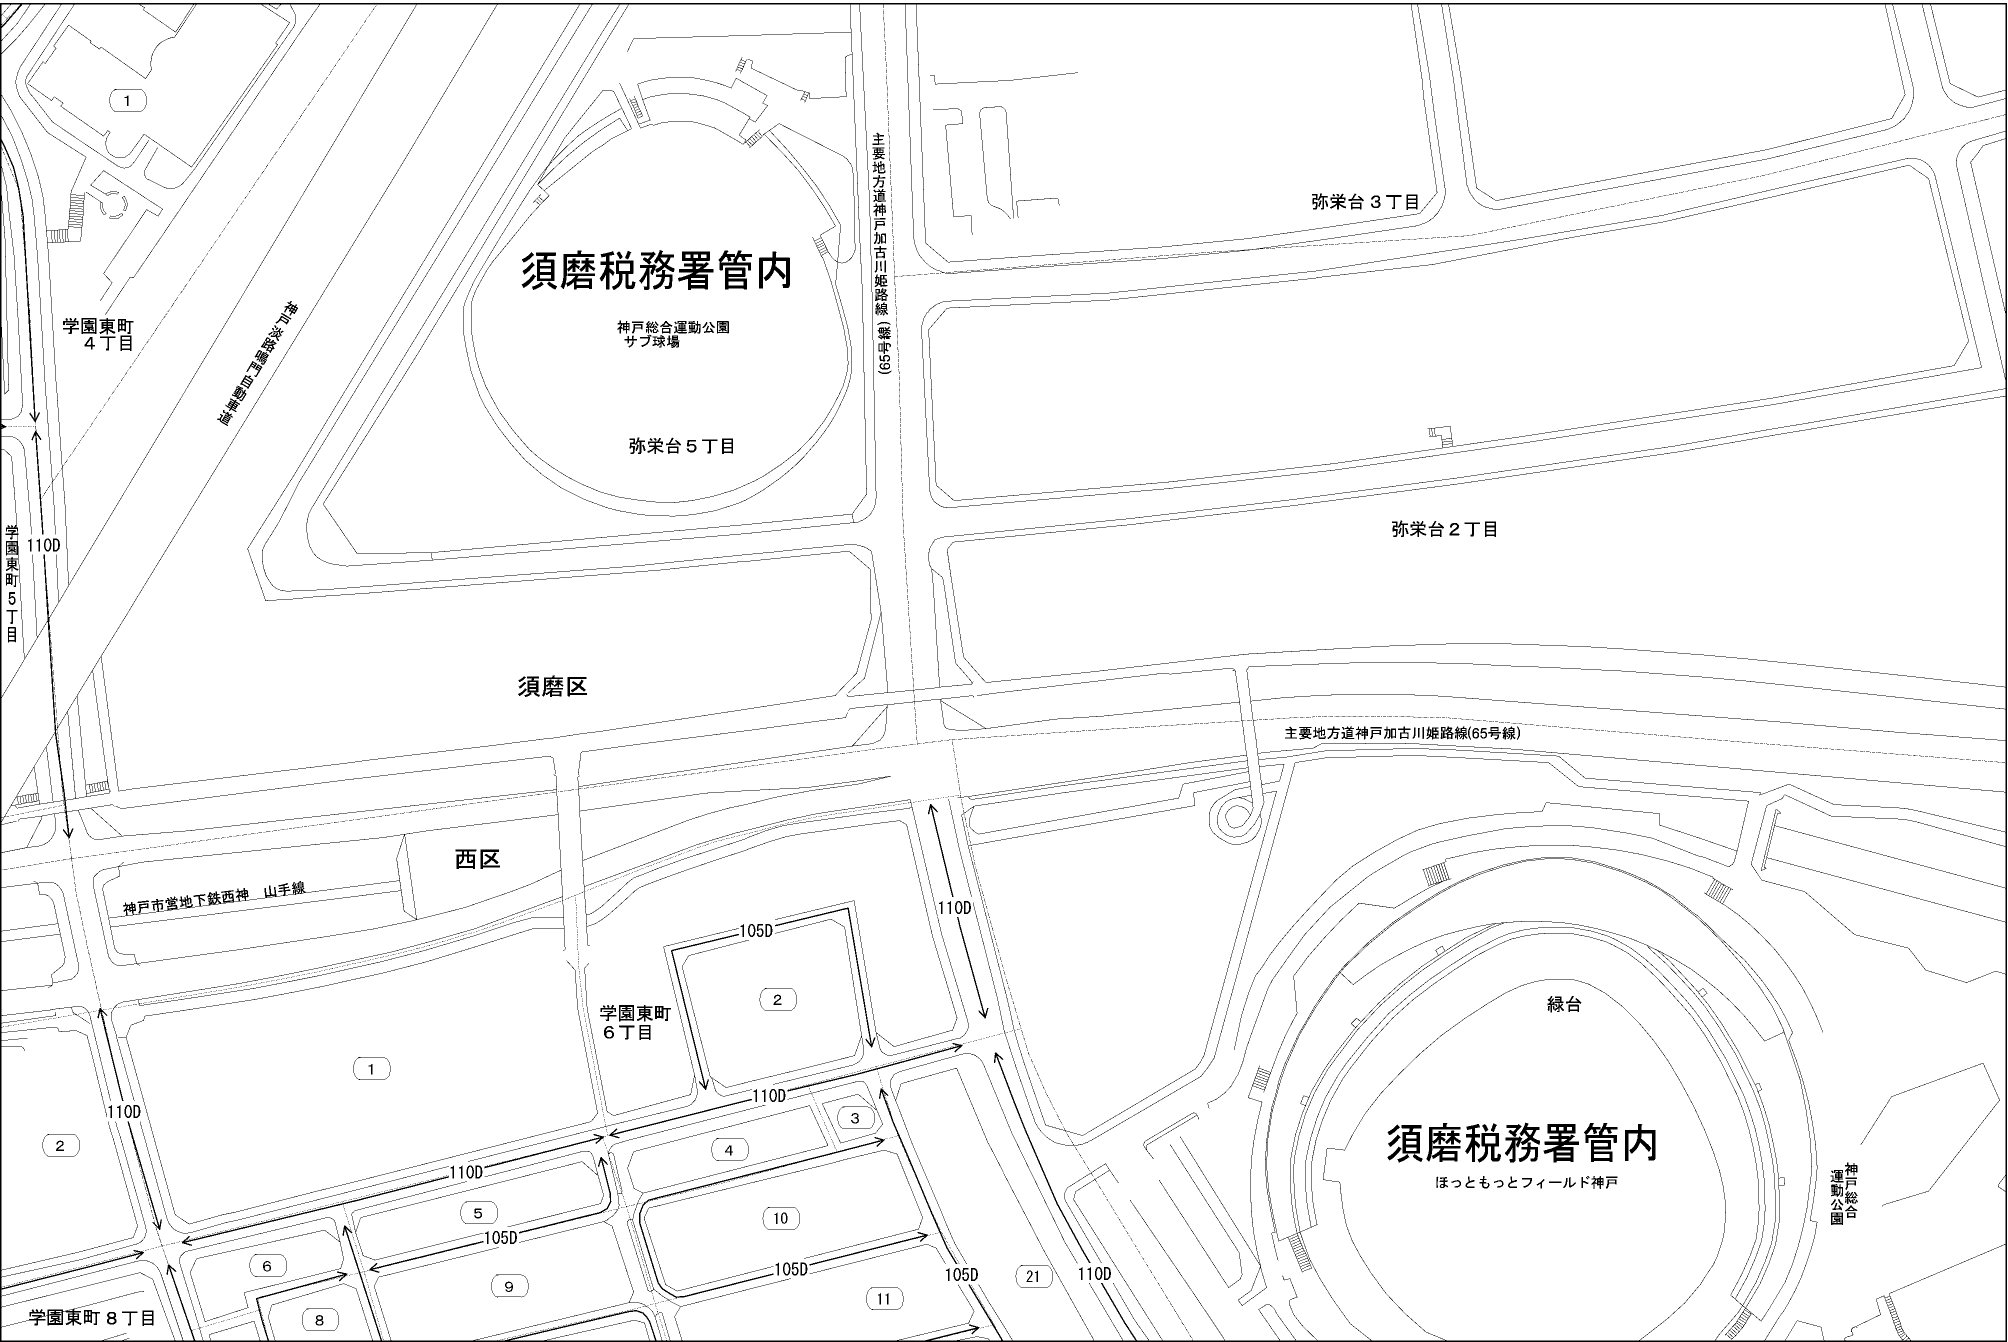 1
主要地方道神戸加古川姫路線(65号線)
弥栄台3丁目
須磨税務署管内
神戸総合運動公園
サブ球場
学園東町
4丁目
神戸淡路鳴門自動車道
弥栄台5丁目
弥栄台2丁目
学園東町5丁目
110D
須磨区
主要地方道神戸加古川姫路線(65号線)
西区
神戸市営地下鉄西神 山手線
110D
105D
2
学園東町
6丁目
緑台
1
110D
110D
3
2
4
須磨税務署管内
ほっともっとフィールド神戸
神戸総合
運動公園
110D
5
10
105D
6
9
105D
105D
21
110D
11
学園東町8丁目
8